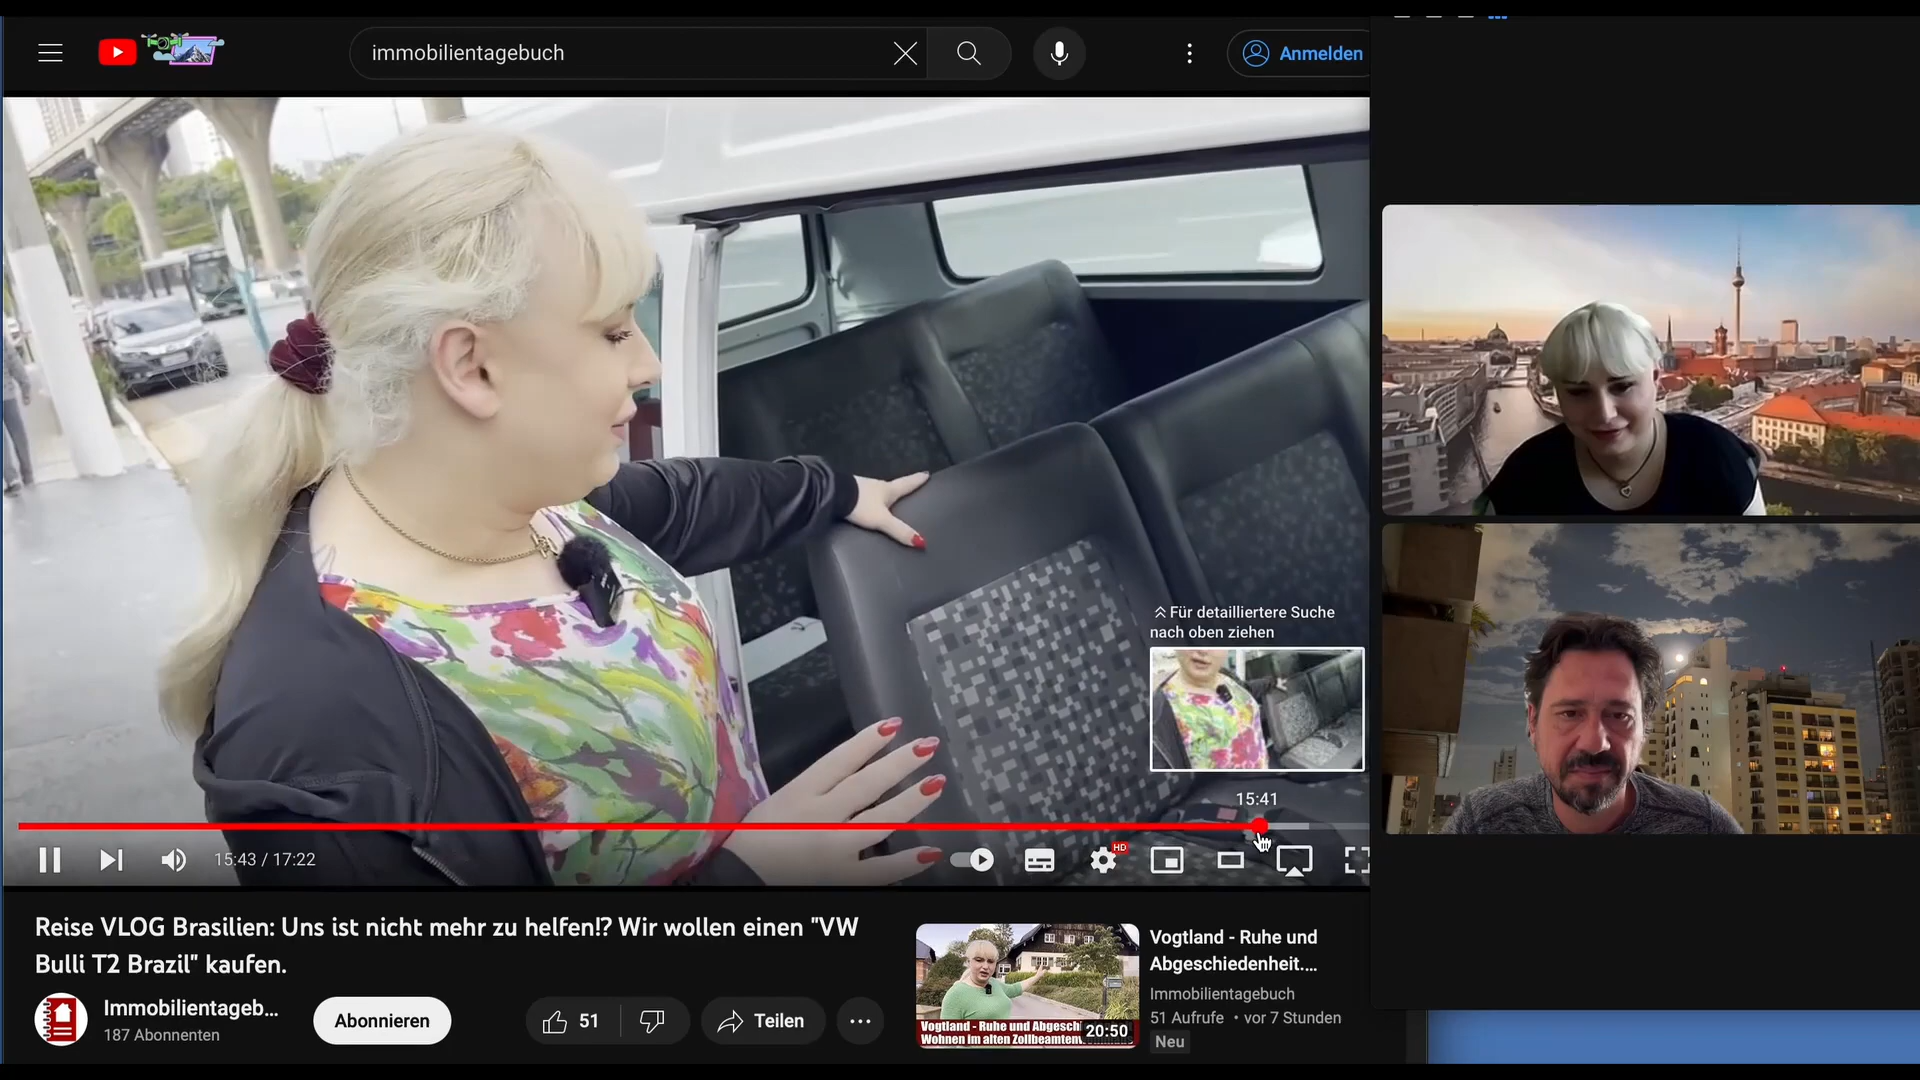 immobilientagebuch
Anmelden
Für detailliertere Suche
nach oben ziehen
15:41
15:43 / 17:22
HD
Reise VLOG Brasilien: Uns ist nicht mehr zu helfen!? Wir wollen einen "VW
Bulli T2 Brazil" kaufen.
Immobilientageb...
187 Abonnenten
Abonnieren
51
Teilen
Vogtland - Ruhe und Abgesch
Wohnen im alten Zollbeamten
20:50
Vogtland - Ruhe und
Abgeschiedenheit....
Immobilientagebuch
51 Aufrufe • vor 7 Stunden
Neu